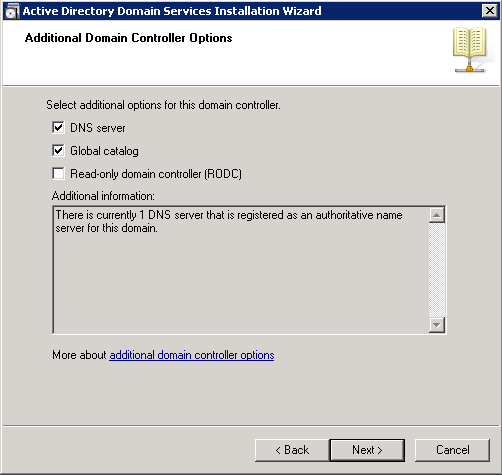 Active Directory Domain Services Installation Wizard
Additional Domain Controller Options
Select additional options for this domain controller.
DNS server
Global catalog
Read-only domain controller (RODC)
Additional information:
There is currently 1 DNS server that is registered as an authoritative name
server for this domain.
More about additional domain controller options
< Back Next > Cancel